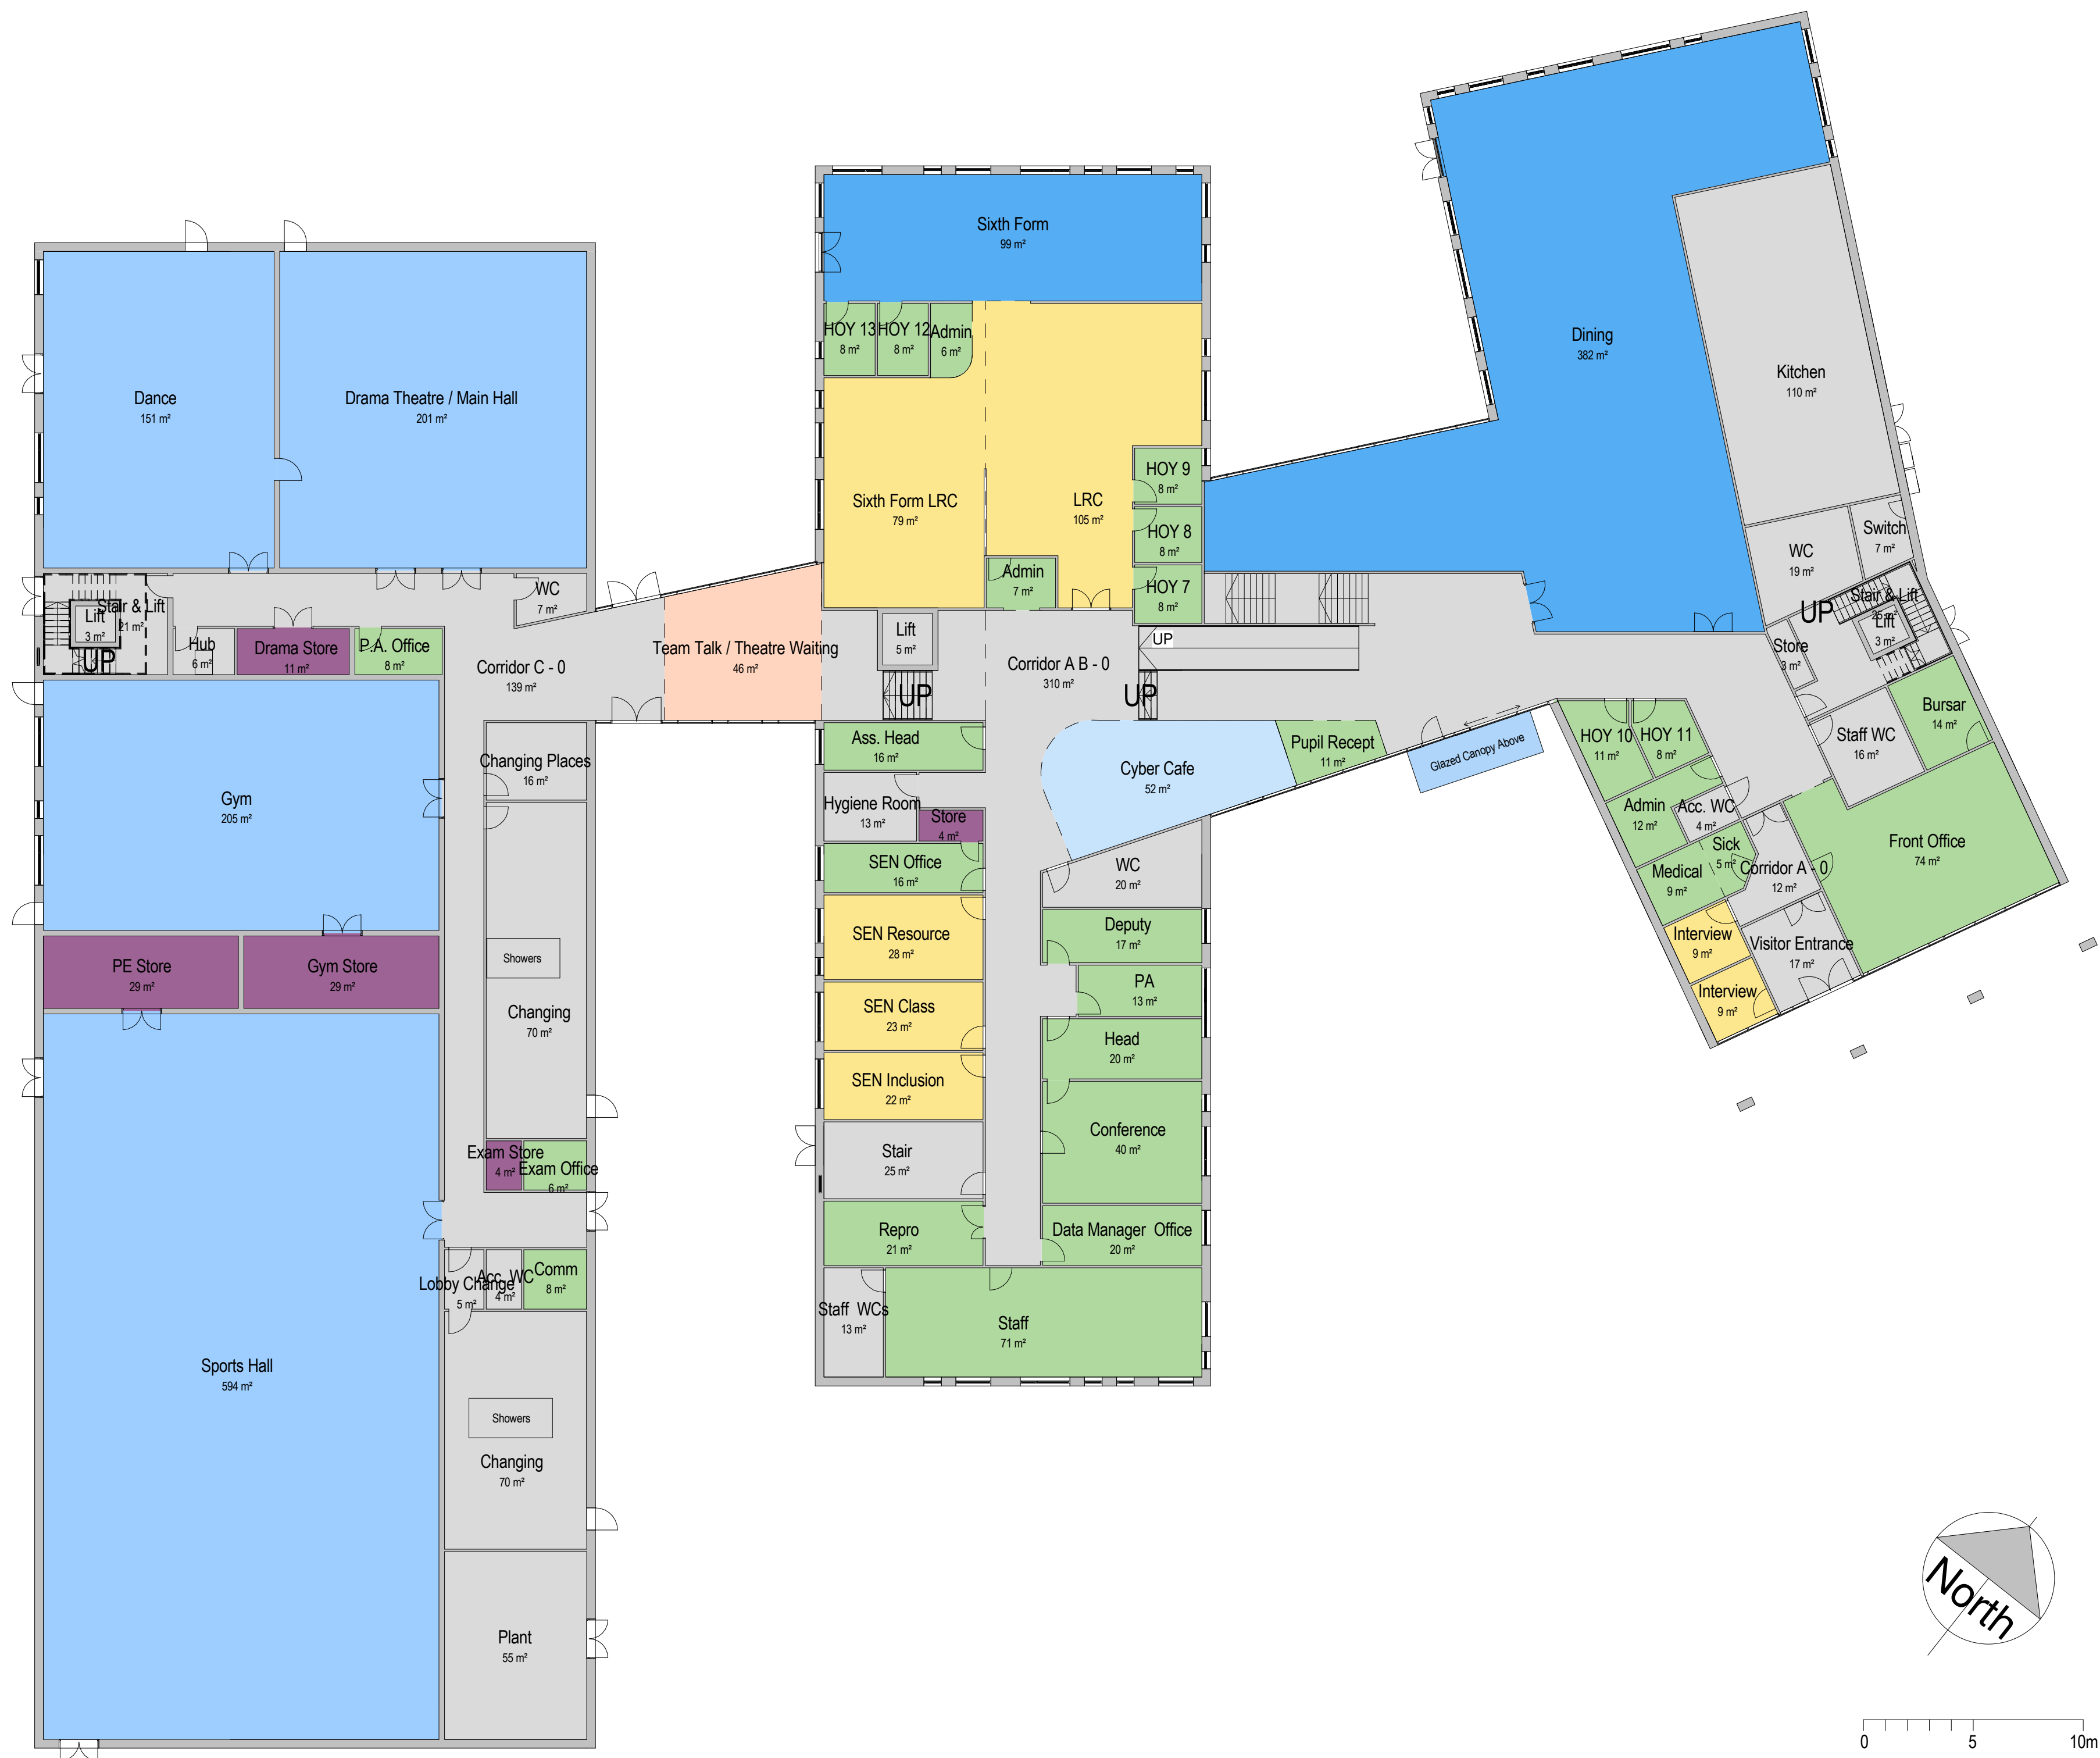 Sixth Form
99 m²
HOY 13
8 m²
HOY 12
8 m²
Admin
6 m²
Dining
382 m²
Kitchen
110 m²
Dance
151 m²
Drama Theatre / Main Hall
201 m²
Sixth Form LRC
79 m²
LRC
105 m²
HOY 9
8 m²
HOY 8
8 m²
HOY 7
8 m²
Admin
7 m²
WC
19 m²
Switch
7 m²
Stair & Lift
21 m²
Lift
3 m²
UP
Hub
6 m²
Drama Store
11 m²
P.A. Office
8 m²
WC
7 m²
Corridor C - 0
139 m²
Team Talk / Theatre Waiting
46 m²
Lift
5 m²
UP
Corridor A B - 0
310 m²
UP
UP
UP
Stair & Lift
25 m²
Lift
3 m²
Store
3 m²
Bursar
14 m²
Staff WC
16 m²
HOY 10
11 m²
HOY 11
8 m²
Admin
12 m²
Acc. WC
4 m²
Sick
5 m²
Medical
9 m²
Corridor A - 0
12 m²
Front Office
74 m²
Interview
9 m²
Interview
9 m²
Visitor Entrance
17 m²
Glazed Canopy Above
Pupil Recept
11 m²
Cyber Cafe
52 m²
Gym
205 m²
Changing Places
16 m²
Ass. Head
16 m²
Hygiene Room
13 m²
Store
4 m²
SEN Office
16 m²
WC
20 m²
SEN Resource
28 m²
Deputy
17 m²
PA
13 m²
PE Store
29 m²
Gym Store
29 m²
Showers
Changing
70 m²
SEN Class
23 m²
Head
20 m²
SEN Inclusion
22 m²
Conference
40 m²
Stair
25 m²
Exam Store
4 m²
Exam Office
6 m²
Repro
21 m²
Data Manager Office
20 m²
Lobby Change
5 m²
Acc. WC
4 m²
Comm
8 m²
Staff WCs
13 m²
Staff
71 m²
Sports Hall
594 m²
Showers
Changing
70 m²
Plant
55 m²
North
0 5 10m